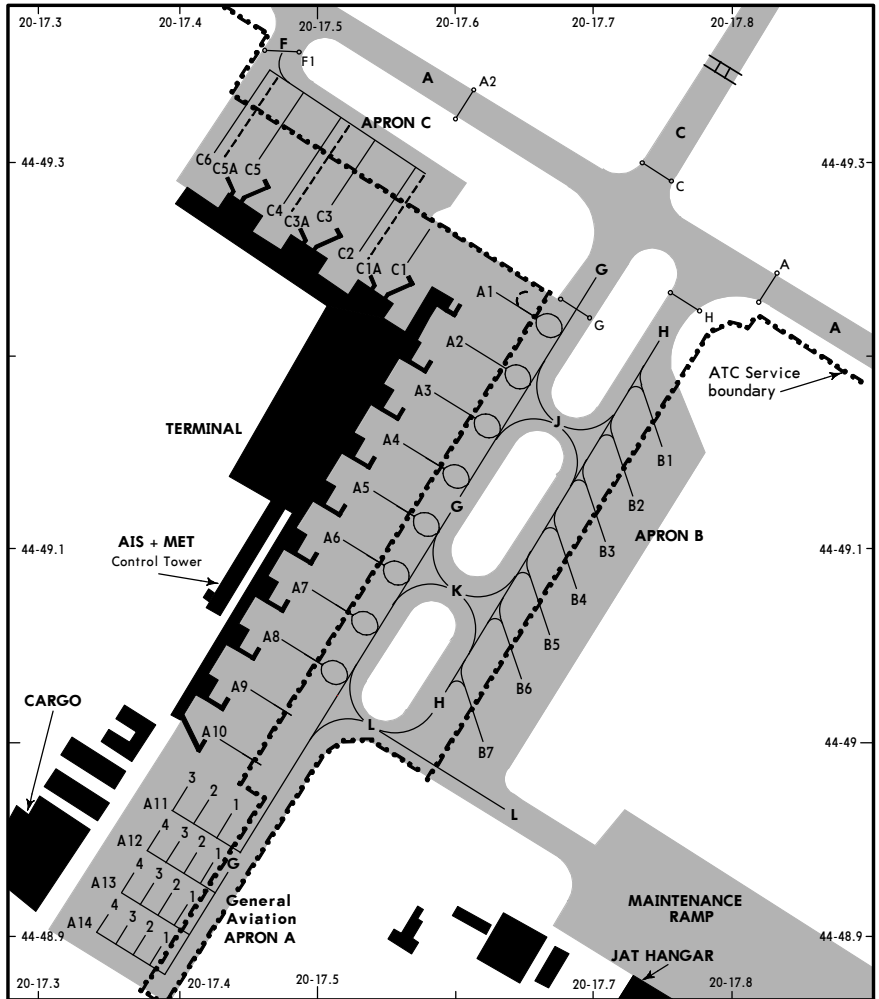 20-17.3
20-17.4
20-17.5
20-17.6
20-17.7
20-17.8
F
F1
A
A2
APRON C
C
C
44-49.3
44-49.3
C6
C5A
C5
C4
C3A
C3
C2
C1A
C1
A1
G
G
A
H
H
A
A2
ATC Service
boundary
A3
J
TERMINAL
A4
B1
A5
G
B2
APRON B
A6
B3
44-49.1
44-49.1
AIS + MET
Control Tower
A7
K
B4
A8
B5
A9
B6
H
CARGO
A10
L
B7
44-49
44-49
L
A11
3
2
1
A12
4
3
2
1
G
A13
4
3
2
1
A14
4
3
2
1
General
Aviation
APRON A
MAINTENANCE
RAMP
44-48.9
44-48.9
JAT HANGAR
20-17.3
20-17.4
20-17.5
20-17.7
20-17.8